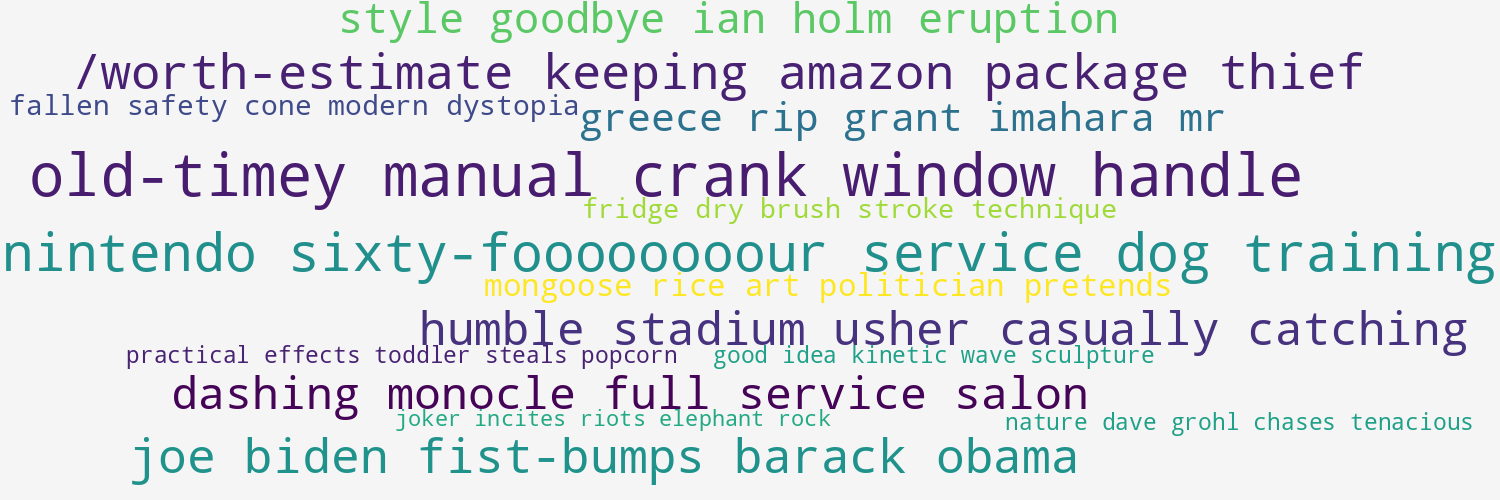 style goodbye ian holm eruption
/worth-estimate keeping amazon package thief
fallen safety cone modern dystopia
greece rip grant imahara mr
old-timey manual crank window handle
fridge dry brush stroke technique
nintendo sixty-foooooooour service dog training
mongoose rice art politician pretends
humble stadium usher casually catching
practical effects toddler steals popcorn
good idea kinetic wave sculpture
dashing monocle full service salon
joker incites riots elephant rock
nature dave grohl chases tenacious
joe biden fist-bumps barack obama